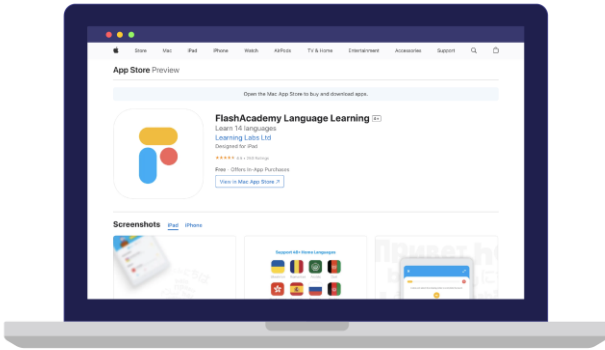 Store Mac iPad iPhone Watch AirPods TV & Home Entertainment Accessories Support
App Store Preview
Open the Mac App Store to buy and download apps.
FlashAcademy Language Learning 4+
Learn 14 languages
Learning Labs Ltd
Designed for iPad
★★★★★
Free Offers In-App Purchases
View in Mac App Store ↗
Screenshots iPad iPhone
Support 48+ Home Languages
ПРИВЕТ